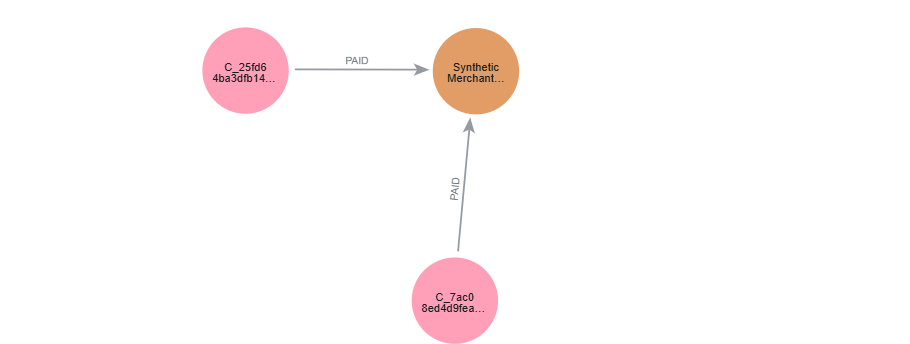 C_25fd6
4ba3dfb14…
PAID
Synthetic
Merchant…
PAID
C_7ac0
8ed4d9fea…